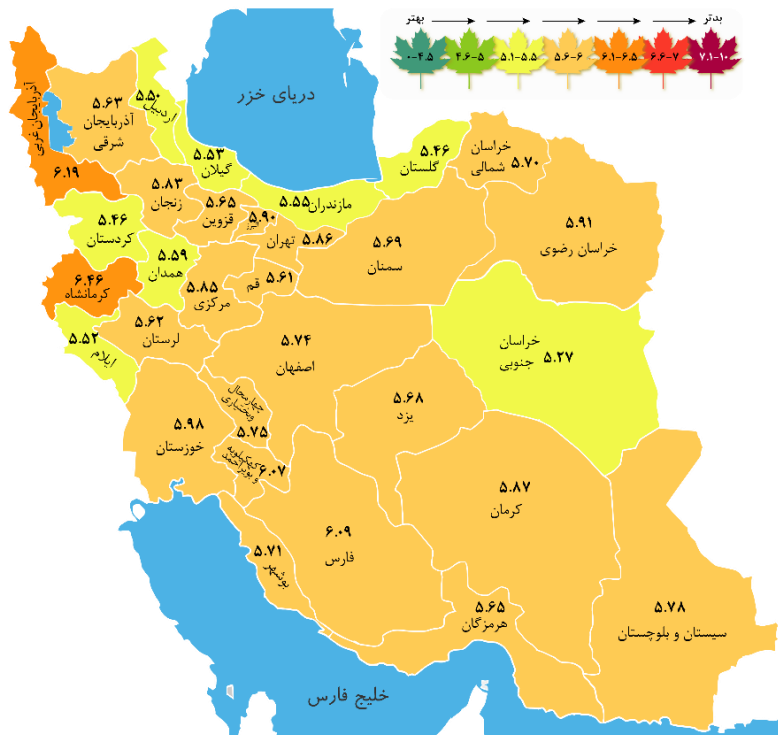 بهتر
بدتر
۰-۴.۵
۴.۶-۵
۵.۱-۵.۵
۵.۶-۶
۶.۱-۶.۵
۶.۶-۷
۷.۱-۱۰
دریای خزر
آذربایجان غربی
۶.۱۹
۵.۶۳
آذربایجان
شرقی
۵.۵۰
اردبیل
۵.۵۳
گیلان
۵.۴۶
گلستان
خراسان
شمالی
۵.۷۰
۵.۸۳
زنجان
۵.۶۵
قزوین
۵.۹۰
البرز
۵.۵۵
مازندران
تهران
۵.۸۶
۵.۶۹
سمنان
۵.۹۱
خراسان رضوی
۵.۴۶
کردستان
۵.۵۹
همدان
۶.۴۶
کرمانشاه
۵.۸۵
مرکزی
۵.۶۱
قم
۵.۵۲
ایلام
۵.۶۲
لرستان
۵.۷۴
اصفهان
خراسان
جنوبی
۵.۲۷
۵.۹۸
خوزستان
چهارمحال
وبختیاری
۵.۷۵
۵.۶۸
یزد
کهکیلویه
و بویراحمد
۶.۰۷
۶.۰۹
فارس
۵.۸۷
کرمان
۵.۷۱
بوشهر
۵.۶۵
هرمزگان
۵.۷۸
سیستان و بلوچستان
خلیج فارس